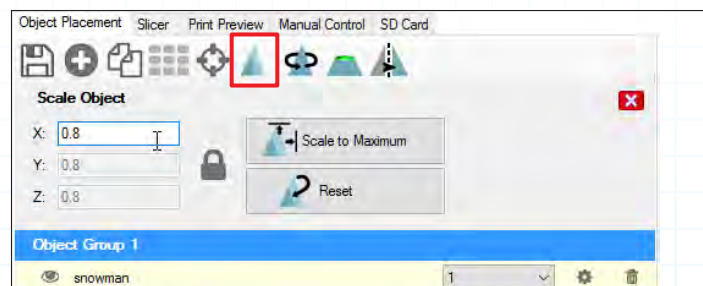 Object Placement Slicer Print Preview Manual Control SD Card
Scale Object
X: 0.8
Scale to Maximum
Y: 0.8
Z: 0.8
Reset
Object Group 1
snowman 1